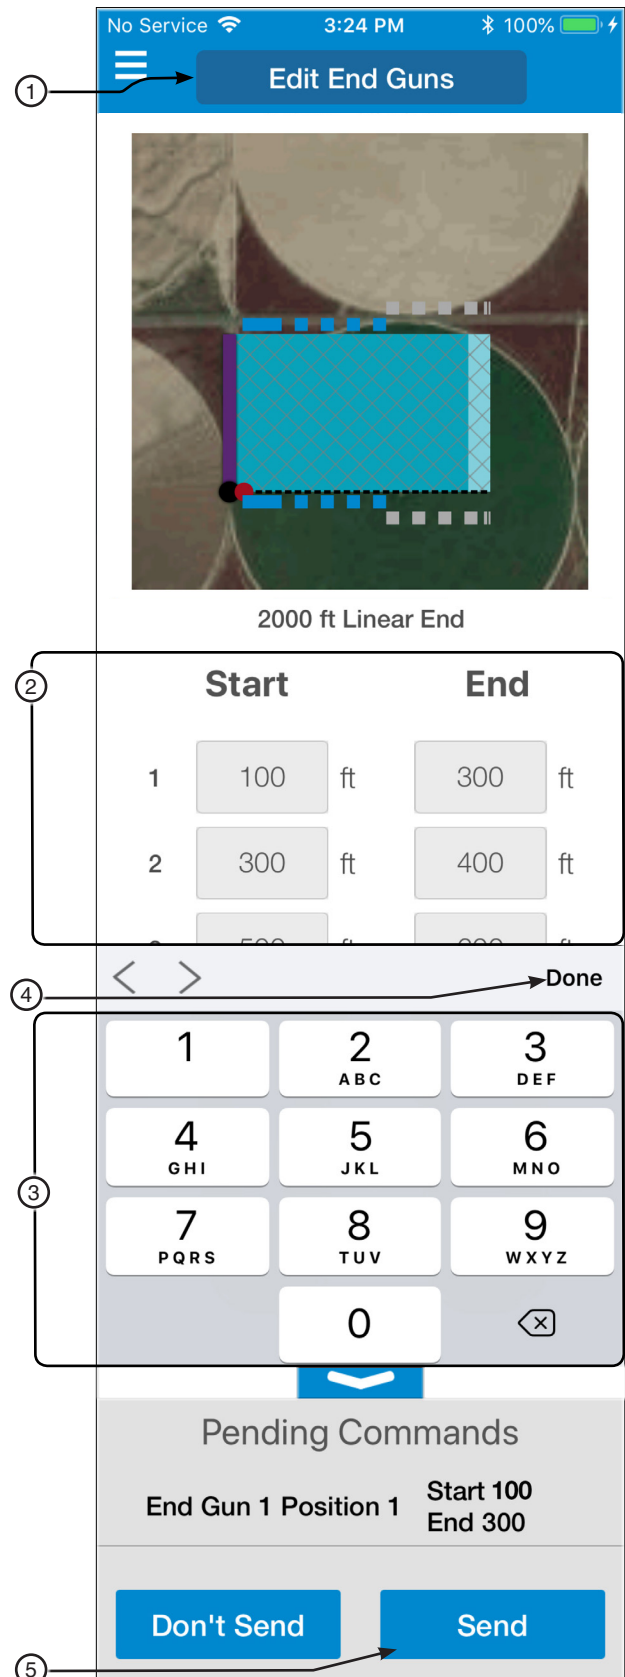 No Service 3:24 PM 100%
1 Edit End Guns
2000 ft Linear End
2 Start End
1 100 ft 300 ft
2 300 ft 400 ft
4 Done
1 2 ABC 3 DEF
3 4 GHI 5 JKL 6 MNO
7 PQRS 8 TUV 9 WXYZ
0
Pending Commands
End Gun 1 Position 1 Start 100
End 300
Don't Send Send
5